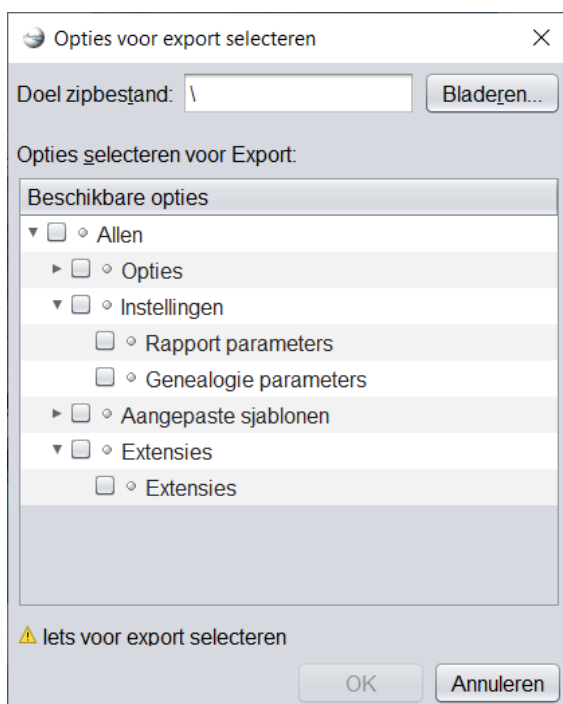 Opties voor export selecteren
Doel zipbestand: \ Bladeren...
Opties selecteren voor Export:
Beschikbare opties
Allen
Opties
Instellingen
Rapport parameters
Genealogie parameters
Aangepaste sjablonen
Extensies
Extensies
Iets voor export selecteren
OK Annuleren